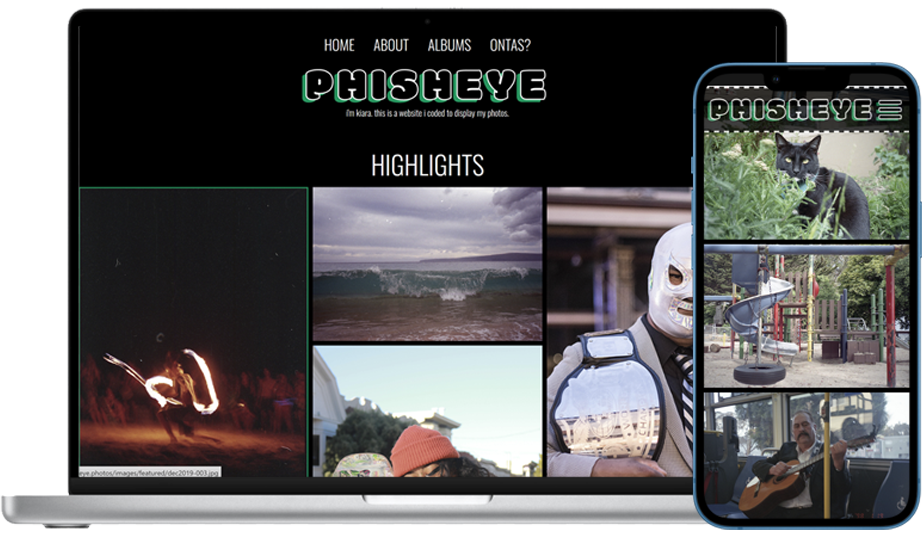 HOME ABOUT ALBUMS ONTAS?
PHISHEYE
i'm kiara. this is a website i coded to display my photos.
HIGHLIGHTS
eye.photos/images/featured/dec2019-003.jpg
PHISHEYE